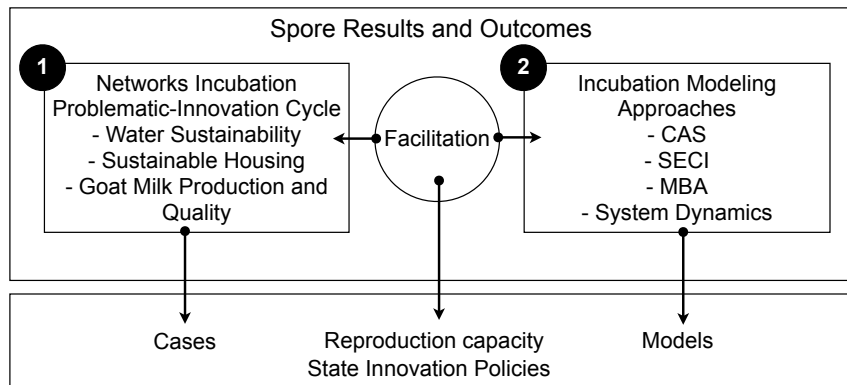 Spore Results and Outcomes
1
Networks Incubation
Problematic-Innovation Cycle
- Water Sustainability
- Sustainable Housing
- Goat Milk Production and
Quality
Facilitation
2
Incubation Modeling
Approaches
- CAS
- SECI
- MBA
- System Dynamics
Cases
Reproduction capacity
State Innovation Policies
Models